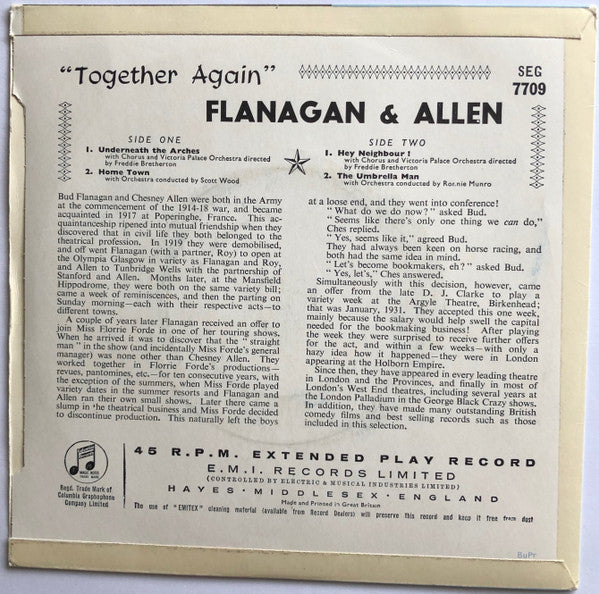 "Together Again"
SEG
7709
FLANAGAN & ALLEN
SIDE ONE
1. Underneath the Arches
with Chorus and Victoria Palace Orchestra directed
by Freddie Bretherton
2. Home Town
with Orchestra conducted by Scott Wood
SIDE TWO
1. Hey Neighbour !
with Chorus and Victoria Palace Orchestra directed
by Freddie Bretherton
2. The Umbrella Man
with Orchestra conducted by Ronnie Munro
Bud Flanagan and Chesney Allen were both in the Army
at the commencement of the 1914-18 war, and became
acquainted in 1917 at Poperinghe, France. This ac-
quaintanceship ripened into mutual friendship when they
discovered that in civil life they both belonged to the
theatrical profession. In 1919 they were demobilised,
and off went Flanagan (with a partner, Roy) to open at
the Olympia Glasgow in variety as Flanagan and Roy,
and Allen to Tunbridge Wells with the partnership of
Stanford and Allen. Months later, at the Mansfield
Hippodrome, they were both on the same variety bill;
came a week of reminiscences, and then the parting on
Sunday morning—each with their respective acts—to
different towns.
A couple of years later Flanagan received an offer to
join Miss Florrie Forde in one of her touring shows.
When he arrived it was to discover that the "straight
man" in the show (and incidentally Miss Forde's general
manager) was none other than Chesney Allen. They
worked together in Florrie Forde's productions—
revues, pantomines, etc.—for ten consecutive years, with
the exception of the summers, when Miss Forde played
variety dates in the summer resorts and Flanagan and
Allen ran their own small shows. Later there came a
slump in the theatrical business and Miss Forde decided
to discontinue production. This naturally left the boys
at a loose end, and they went into conference!
"What do we do now?" asked Bud.
"Seems like there's only one thing we can do,"
Ches replied.
"Yes, seems like it," agreed Bud.
They had always been keen on horse racing, and
both had the same idea in mind.
"Let's become bookmakers, eh?" asked Bud.
"Yes, let's," Ches answered.
Simultaneously with this decision, however, came
an offer from the late D. J. Clarke to play a
variety week at the Argyle Theatre, Birkenhead;
that was January, 1931. They accepted this one week,
mainly because the salary would help swell the capital
needed for the bookmaking business! After playing
the week they were surprised to receive further offers
for the act, and within a few weeks—with only a
hazy idea how it happened—they were in London
appearing at the Holborn Empire.
Since then, they have appeared in every leading theatre
in London and the Provinces, and finally in most of
London's West End theatres, including several years at
the London Palladium in the George Black Crazy shows.
In addition, they have made many outstanding British
comedy films and best selling records such as those
included in this selection.
MAGIC NOTES
TRADE MARK
Regd. Trade Mark of
Columbia Graphophone
Company Limited
45 R.P.M. EXTENDED PLAY RECORD
E.M.I. RECORDS LIMITED
(CONTROLLED BY ELECTRIC & MUSICAL INDUSTRIES LIMITED)
HAYES · MIDDLESEX · ENGLAND
Made and Printed in Great Britain
The use of "EMITEX" cleaning material (available from Record Dealers) will preserve this record and keep it free from dust
BuPr